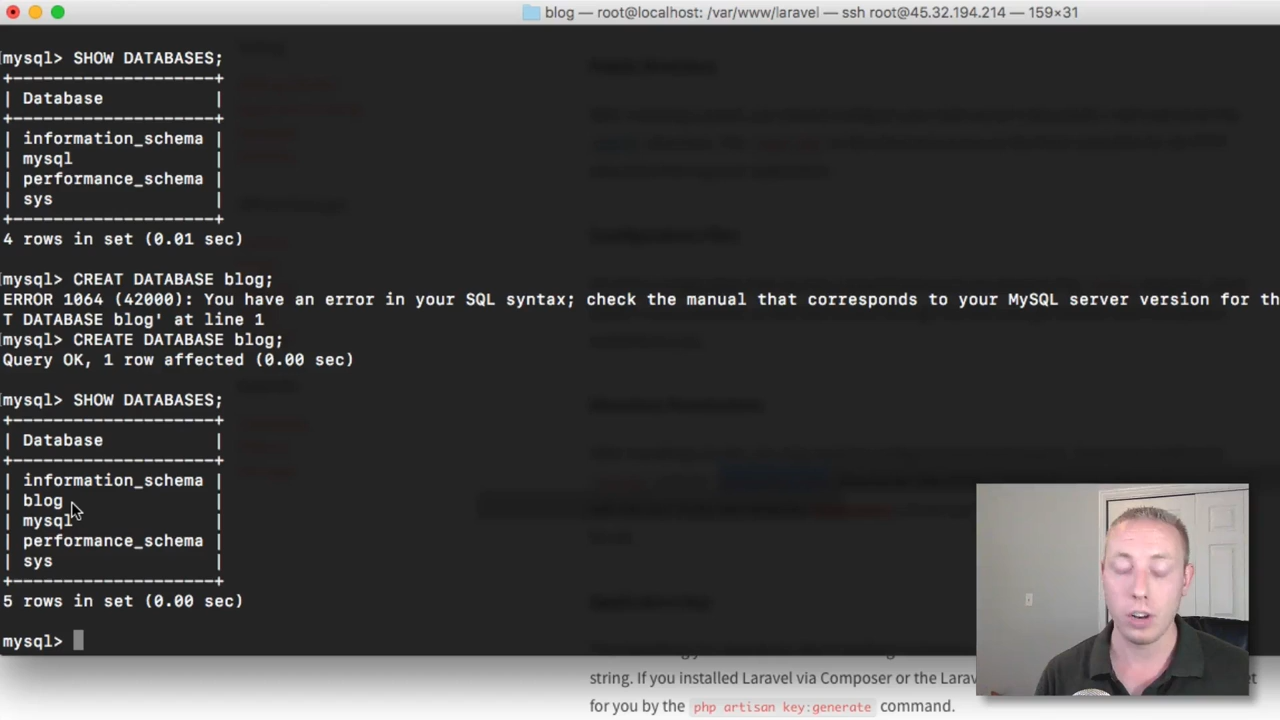 blog — root@localhost: /var/www/laravel — ssh root@45.32.194.214 — 159×31
[mysql> SHOW DATABASES;
+--------------------+
| Database           |
+--------------------+
| information_schema |
| mysql              |
| performance_schema |
| sys                |
+--------------------+
4 rows in set (0.01 sec)
[mysql> CREAT DATABASE blog;
ERROR 1064 (42000): You have an error in your SQL syntax; check the manual that corresponds to your MySQL server version for th
T DATABASE blog' at line 1
[mysql> CREATE DATABASE blog;
Query OK, 1 row affected (0.00 sec)
[mysql> SHOW DATABASES;
+--------------------+
| Database           |
+--------------------+
| information_schema |
| blog               |
| mysql              |
| performance_schema |
| sys                |
+--------------------+
5 rows in set (0.00 sec)
mysql>
string. If you installed Laravel via Composer or the Larav
for you by the php artisan key:generate command.